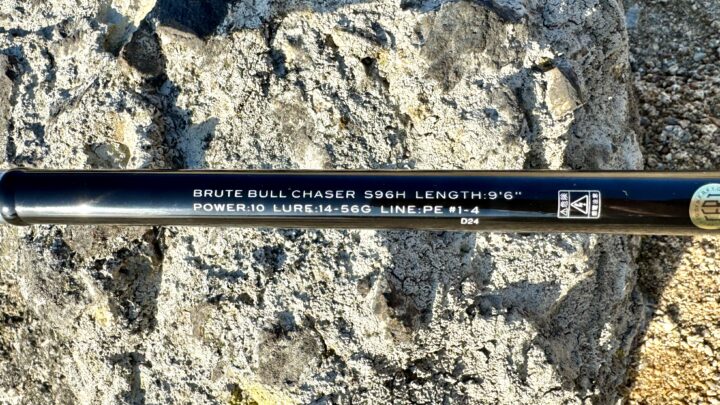 BRUTE BULL CHASER S96H LENGTH:9'6"
POWER:10 LURE:14-56G LINE:PE #1-4
D24